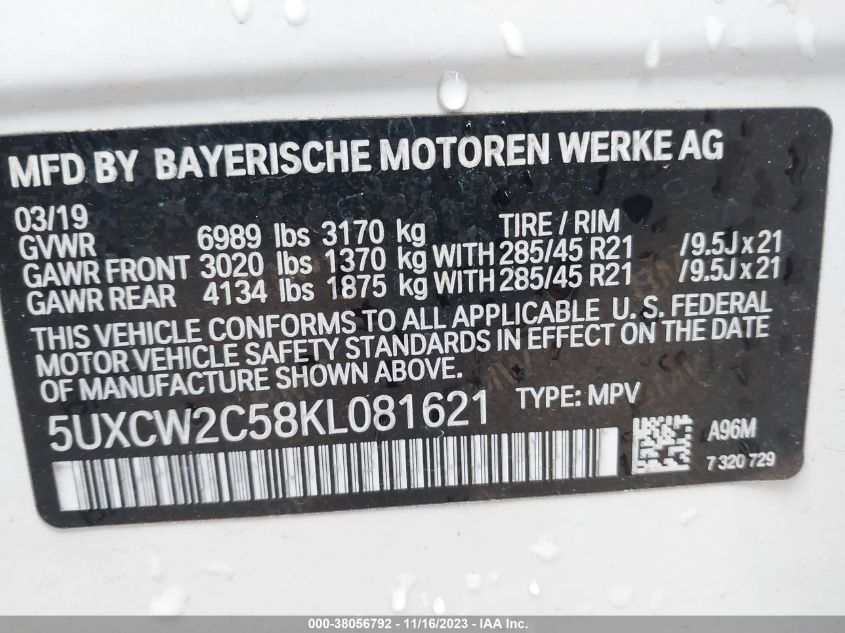 MFD BY BAYERISCHE MOTOREN WERKE AG
03/19 TIRE / RIM
GVWR 6989 lbs 3170 kg
GAWR FRONT 3020 lbs 1370 kg WITH 285/45 R21 /9.5J x 21
GAWR REAR 4134 lbs 1875 kg WITH 285/45 R21 /9.5J x 21
THIS VEHICLE CONFORMS TO ALL APPLICABLE U. S. FEDERAL
MOTOR VEHICLE SAFETY STANDARDS IN EFFECT ON THE DATE
OF MANUFACTURE SHOWN ABOVE.
5UXCW2C58KL081621 TYPE: MPV
A96M
7 320 729
000-38056792 - 11/16/2023 - IAA Inc.